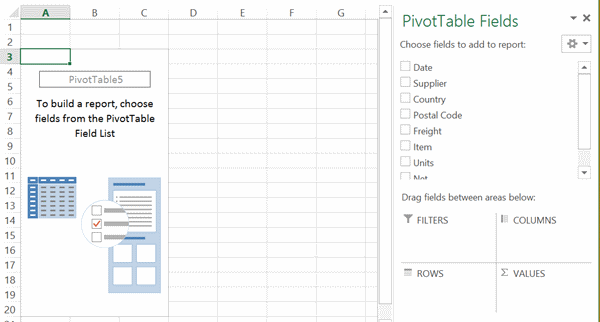 A B C D E F G
1
2
3
4
5
6
7
8
9
10
11
12
13
14
15
16
17
18
19
20
PivotTable5
To build a report, choose
fields from the PivotTable
Field List
PivotTable Fields
Choose fields to add to report:
Date
Supplier
Country
Postal Code
Freight
Item
Units
Net
Drag fields between areas below:
FILTERS
COLUMNS
ROWS
Σ VALUES